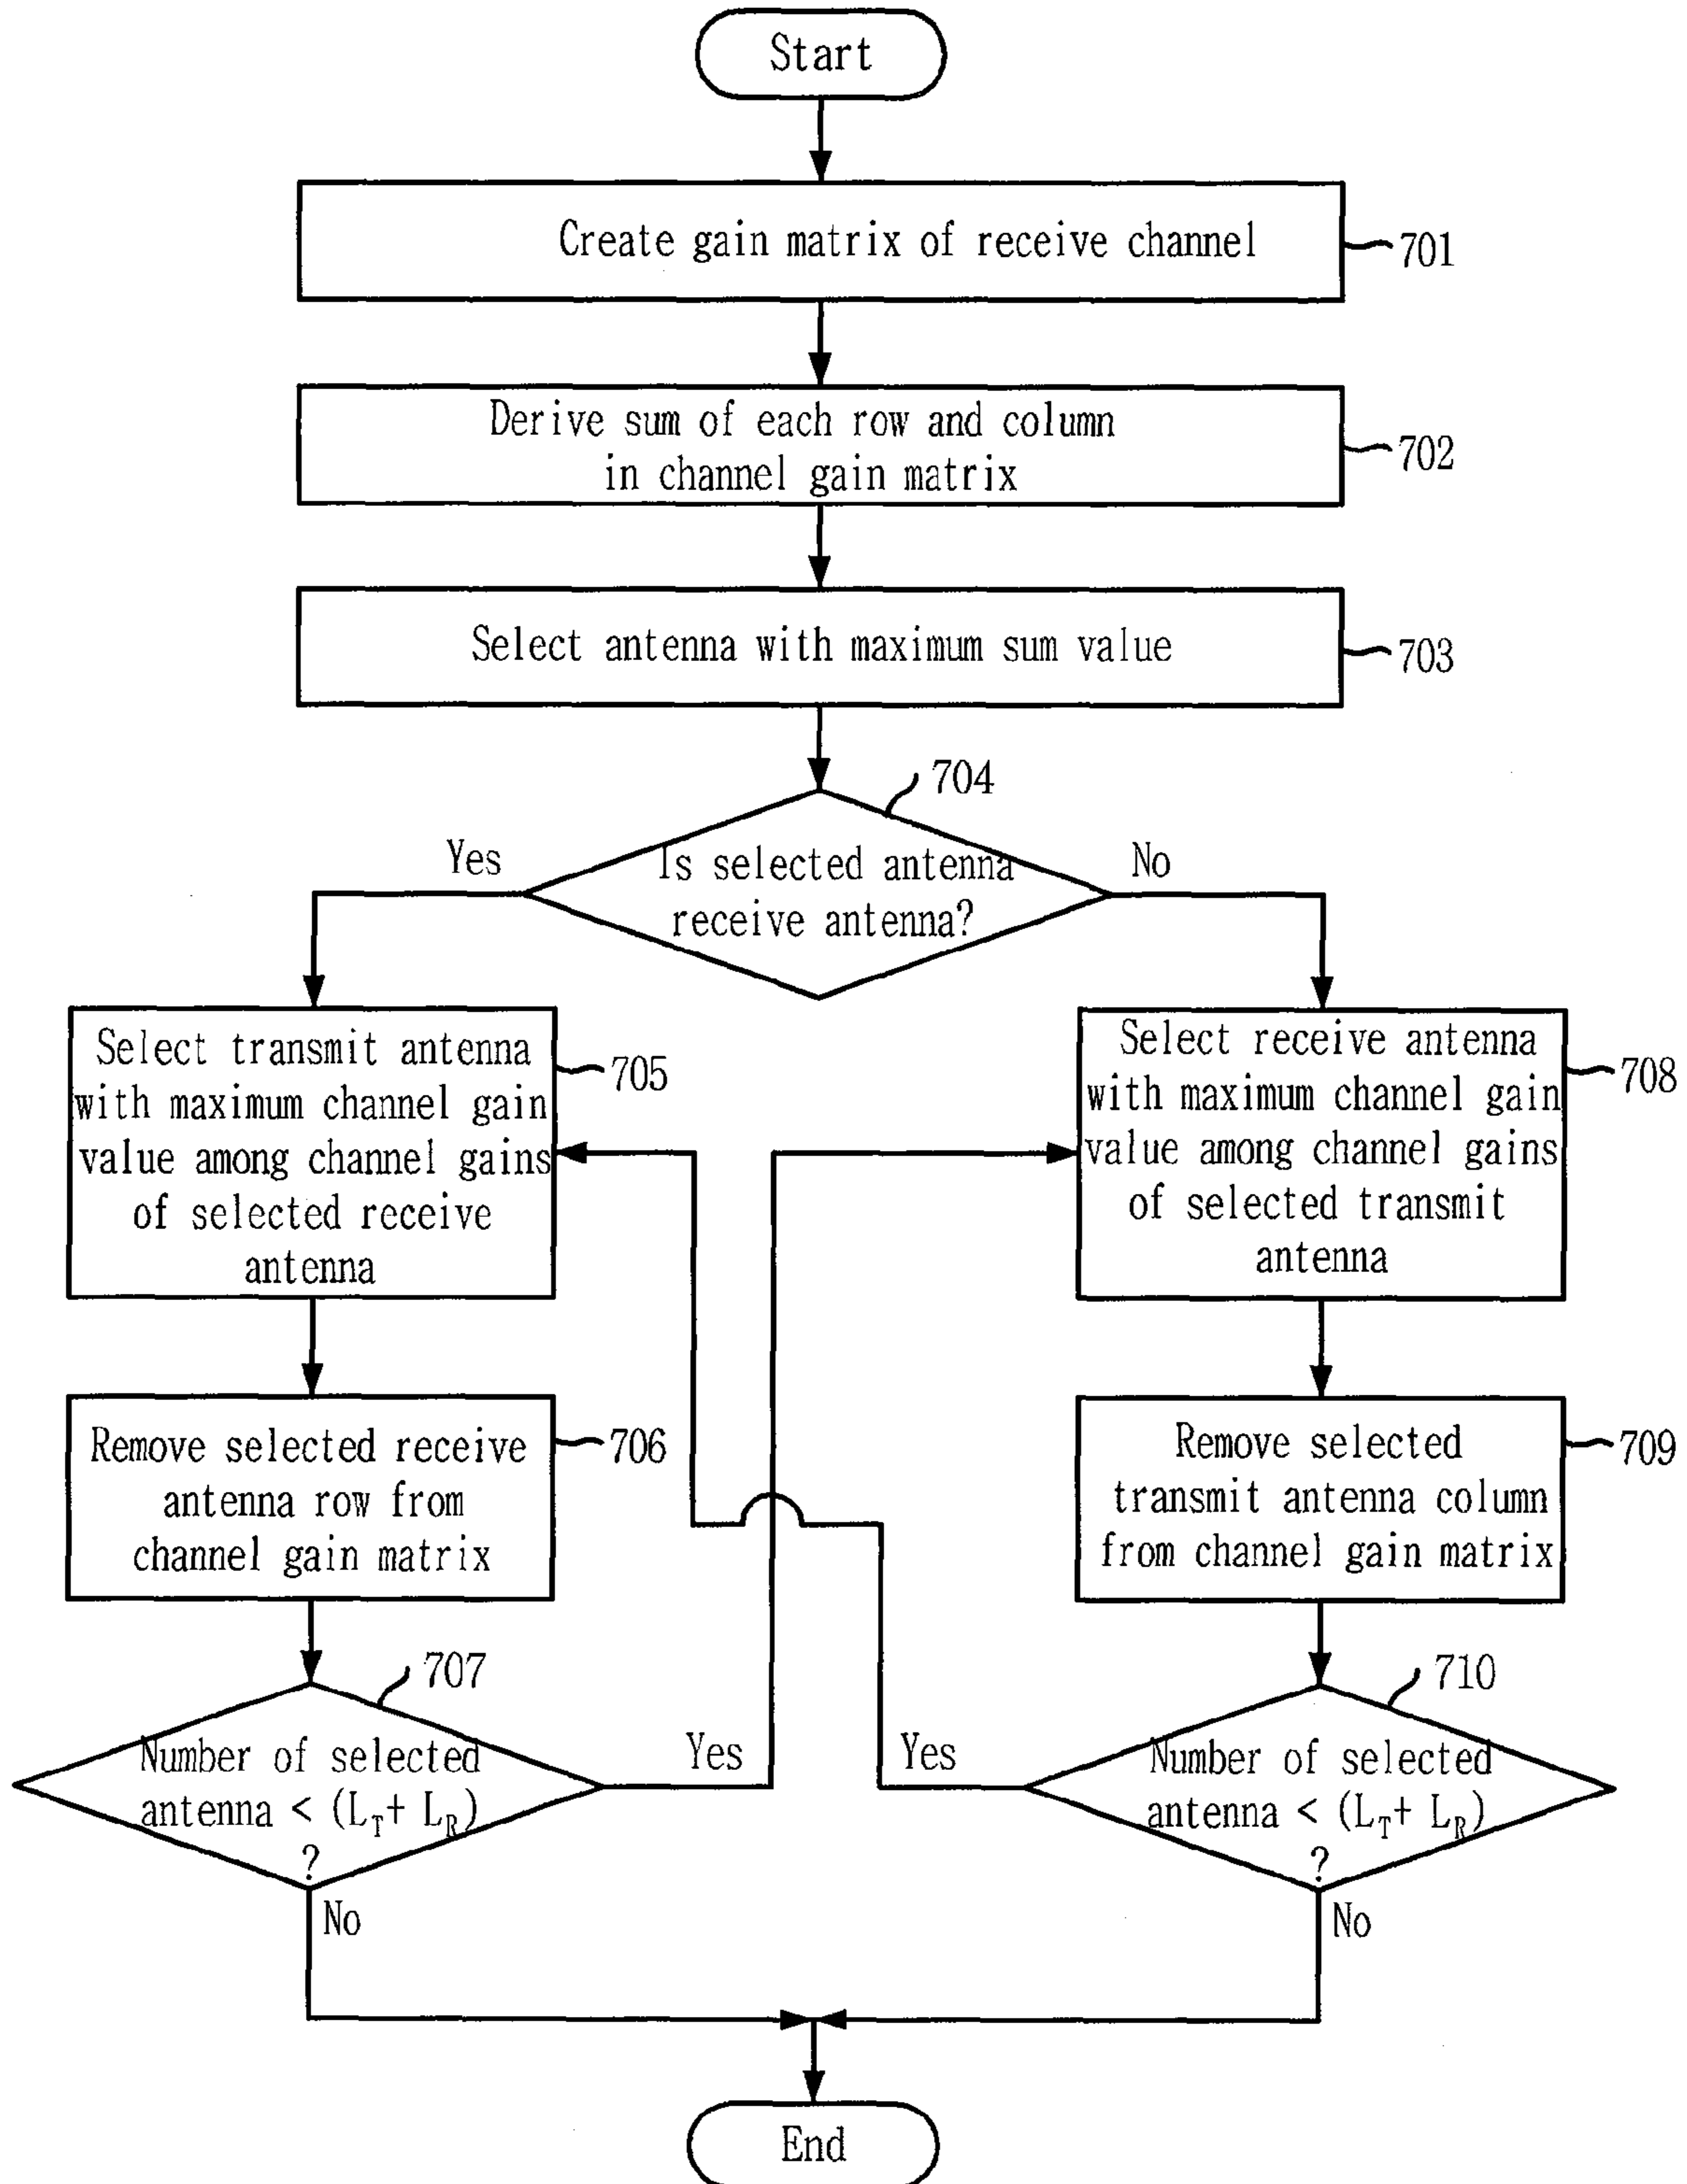 Start
Create gain matrix of receive channel
701
Derive sum of each row and column
in channel gain matrix
702
Select antenna with maximum sum value
703
704
Is selected antenna
receive antenna?
Yes
No
Select transmit antenna
with maximum channel gain
value among channel gains
of selected receive
antenna
705
Select receive antenna
with maximum channel gain
value among channel gains
of selected transmit
antenna
708
Remove selected receive
antenna row from
channel gain matrix
706
Remove selected
transmit antenna column
from channel gain matrix
709
707
Number of selected
antenna < (L_T+ L_R)
?
Yes
No
710
Number of selected
antenna < (L_T+ L_R)
?
Yes
No
End